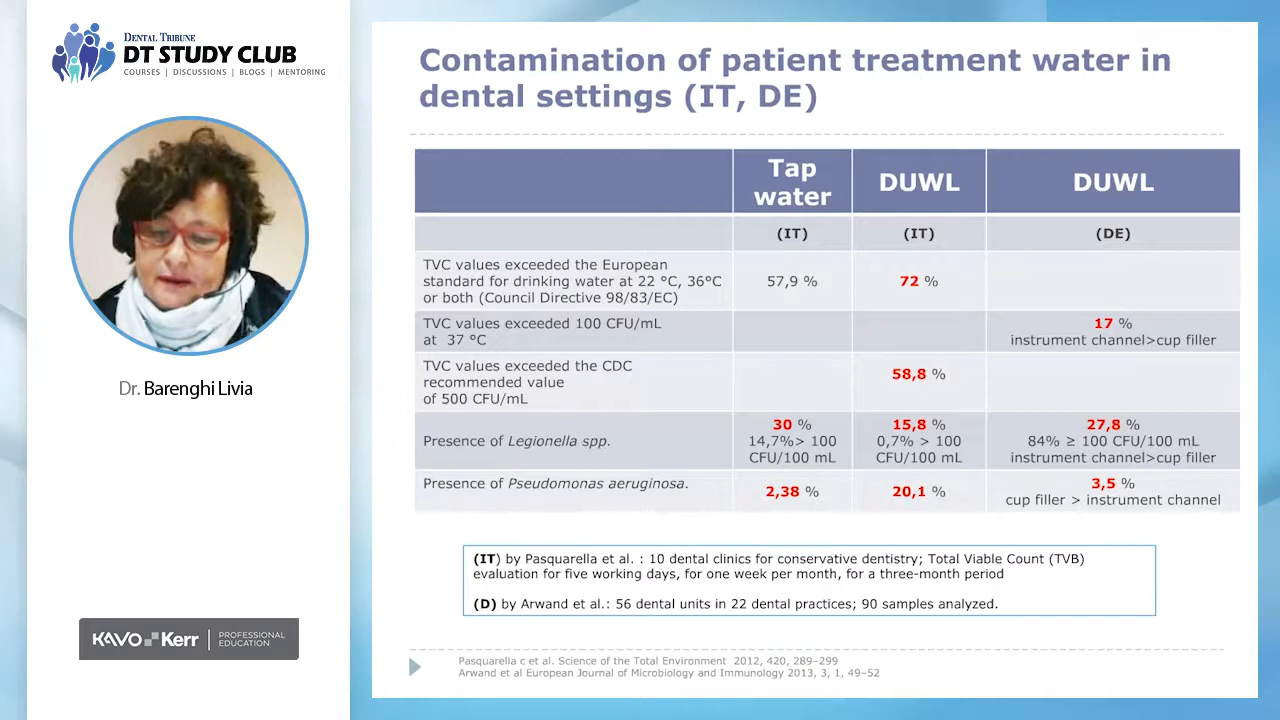 DENTAL TRIBUNE
DT STUDY CLUB
COURSES | DISCUSSIONS | BLOGS | MENTORING
Dr. Barenghi Livia
KAVO Kerr
PROFESSIONAL
EDUCATION
Contamination of patient treatment water in
dental settings (IT, DE)
Tap
water
DUWL
DUWL
(IT)
(IT)
(DE)
TVC values exceeded the European
standard for drinking water at 22 °C, 36°C
or both (Council Directive 98/83/EC)
57,9 %
72 %
TVC values exceeded 100 CFU/mL
at 37 °C
17 %
instrument channel>cup filler
TVC values exceeded the CDC
recommended value
of 500 CFU/mL
58,8 %
Presence of Legionella spp.
30 %
14,7%> 100
CFU/100 mL
15,8 %
0,7% > 100
CFU/100 mL
27,8 %
84% ≥ 100 CFU/100 mL
instrument channel>cup filler
Presence of Pseudomonas aeruginosa.
2,38 %
20,1 %
3,5 %
cup filler > instrument channel
(IT) by Pasquarella et al. : 10 dental clinics for conservative dentistry; Total Viable Count (TVB)
evaluation for five working days, for one week per month, for a three-month period
(D) by Arwand et al.: 56 dental units in 22 dental practices; 90 samples analyzed.
Pasquarella c et al. Science of the Total Environment 2012, 420, 289–299
Arwand et al European Journal of Microbiology and Immunology 2013, 3, 1, 49–52